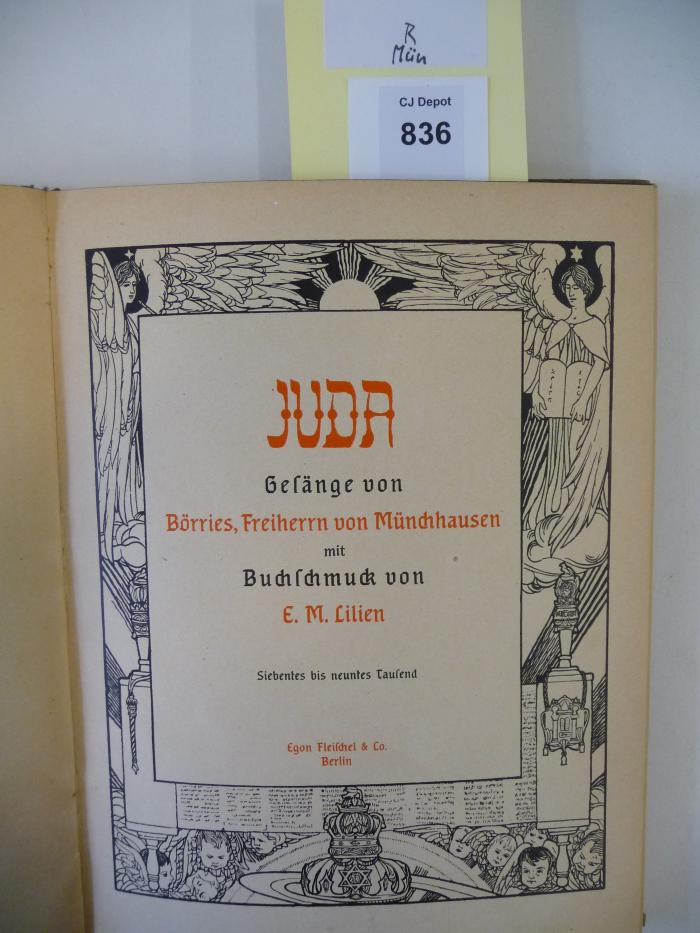 R
Mün
CJ Depot
836
JUDA
Geſänge von
Börries, Freiherrn von Münchhauſen
mit
Buchſchmuck von
E. M. Lilien
Siebentes bis neuntes Tauſend
Egon Fleiſchel & Co.
Berlin